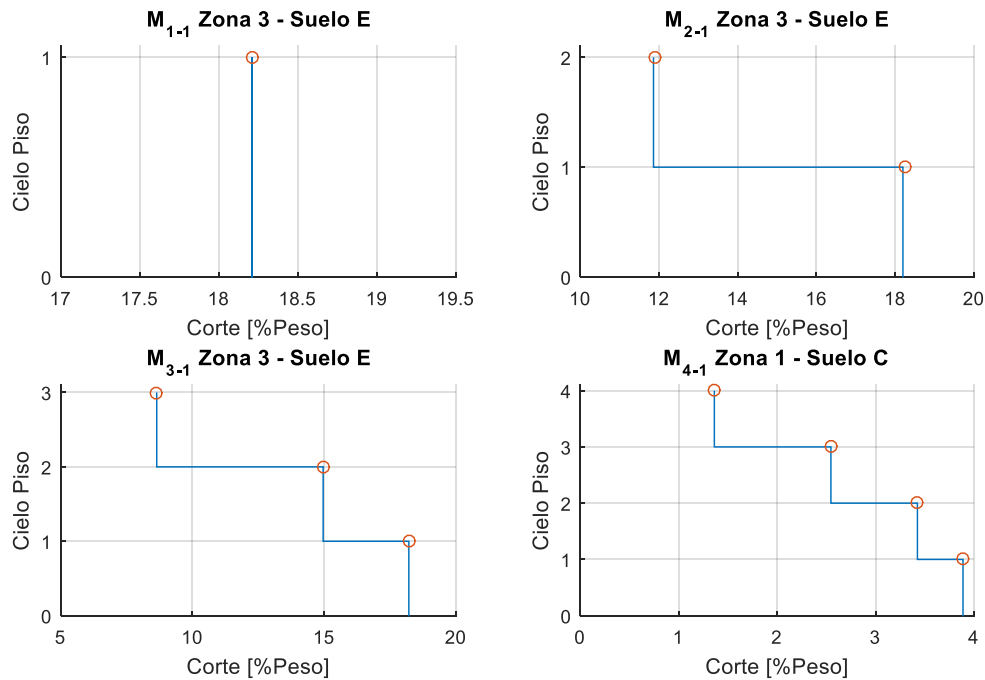 M1-1 Zona 3 - Suelo E
1
0
Cielo Piso
17 17.5 18 18.5 19 19.5
Corte [%Peso]
M2-1 Zona 3 - Suelo E
2
1
0
Cielo Piso
10 12 14 16 18 20
Corte [%Peso]
M3-1 Zona 3 - Suelo E
3
2
1
0
Cielo Piso
5 10 15 20
Corte [%Peso]
M4-1 Zona 1 - Suelo C
4
3
2
1
0
Cielo Piso
0 1 2 3 4
Corte [%Peso]